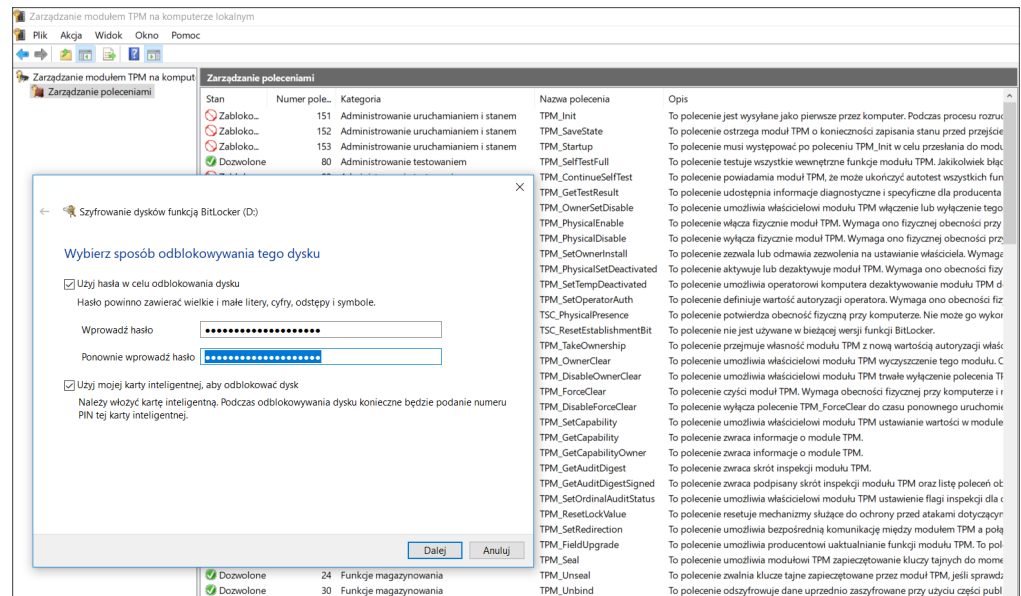 Zarządzanie modułem TPM na komputerze lokalnym
Plik Akcja Widok Okno Pomoc
Zarządzanie modułem TPM na komput
Zarządzanie poleceniami
Zarządzanie poleceniami
Stan Numer pole... Kategoria Nazwa polecenia Opis
Zabloko... 151 Administrowanie uruchamianiem i stanem TPM_Init To polecenie jest wysyłane jako pierwsze przez komputer. Podczas procesu rozruc
Zabloko... 152 Administrowanie uruchamianiem i stanem TPM_SaveState To polecenie ostrzega moduł TPM o konieczności zapisania stanu przed przejście
Zabloko... 153 Administrowanie uruchamianiem i stanem TPM_Startup To polecenie musi występować po poleceniu TPM_Init w celu przesłania do modu
Dozwolone 80 Administrowanie testowaniem TPM_SelfTestFull To polecenie testuje wszystkie wewnętrzne funkcje modułu TPM. Jakikolwiek błąd
TPM_ContinueSelfTest To polecenie powiadamia moduł TPM, że może ukończyć autotest wszystkich fun
TPM_GetTestResult To polecenie udostępnia informacje diagnostyczne i specyficzne dla producenta
TPM_OwnerSetDisable To polecenie umożliwia właścicielowi modułu TPM włączenie lub wyłączenie tego
TPM_PhysicalEnable To polecenie włącza fizycznie moduł TPM. Wymaga ono fizycznej obecności przy
TPM_PhysicalDisable To polecenie wyłącza fizycznie moduł TPM. Wymaga ono fizycznej obecności prz
TPM_SetOwnerInstall To polecenie zezwala lub odmawia zezwolenia na ustawianie właściciela. Wymaga
TPM_PhysicalSetDeactivated To polecenie aktywuje lub dezaktywuje moduł TPM. Wymaga ono obecności fizy
TPM_SetTempDeactivated To polecenie umożliwia operatorowi komputera dezaktywowanie modułu TPM d
TPM_SetOperatorAuth To polecenie definiuje wartość autoryzacji operatora. Wymaga ono obecności fiz
TSC_PhysicalPresence To polecenie potwierdza obecność fizyczną przy komputerze. Nie może go wykon
TSC_ResetEstablishmentBit To polecenie nie jest używane w bieżącej wersji funkcji BitLocker.
TPM_TakeOwnership To polecenie przejmuje własność modułu TPM z nową wartością autoryzacji właśc
TPM_OwnerClear To polecenie umożliwia właścicielowi modułu TPM wyczyszczenie tego modułu. C
TPM_DisableOwnerClear To polecenie umożliwia właścicielowi modułu TPM trwałe wyłączenie polecenia TF
TPM_ForceClear To polecenie czyści moduł TPM. Wymaga obecności fizycznej przy komputerze i n
TPM_DisableForceClear To polecenie wyłącza polecenie TPM_ForceClear do czasu ponownego uruchomie
TPM_SetCapability To polecenie umożliwia właścicielowi modułu TPM ustawianie wartości w module
TPM_GetCapability To polecenie zwraca informacje o module TPM.
TPM_GetCapabilityOwner To polecenie zwraca informacje o module TPM.
TPM_GetAuditDigest To polecenie zwraca skrót inspekcji modułu TPM.
TPM_GetAuditDigestSigned To polecenie zwraca podpisany skrót inspekcji modułu TPM oraz listę poleceń ob
TPM_SetOrdinalAuditStatus To polecenie umożliwia właścicielowi modułu TPM ustawienie flagi inspekcji dla
TPM_ResetLockValue To polecenie resetuje mechanizmy służące do ochrony przed atakami dotyczącyn
TPM_SetRedirection To polecenie umożliwia bezpośrednią komunikację między modułem TPM a połą
TPM_FieldUpgrade To polecenie umożliwia producentowi uaktualnianie funkcji modułu TPM. To pol
TPM_Seal To polecenie umożliwia modułowi TPM zapieczętowanie kluczy tajnych do mome
Dozwolone 24 Funkcje magazynowania TPM_Unseal To polecenie zwalnia klucze tajne zapieczętowane przez moduł TPM, jeśli sprawdz
Dozwolone 30 Funkcje magazynowania TPM_Unbind To polecenie odszyfrowuje dane uprzednio zaszyfrowane przy użyciu części publ
Szyfrowanie dysków funkcją BitLocker (D:)
Wybierz sposób odblokowywania tego dysku
Użyj hasła w celu odblokowania dysku
Hasło powinno zawierać wielkie i małe litery, cyfry, odstępy i symbole.
Wprowadź hasło
Ponownie wprowadź hasło
Użyj mojej karty inteligentnej, aby odblokować dysk
Należy włożyć kartę inteligentną. Podczas odblokowywania dysku konieczne będzie podanie numeru
PIN tej karty inteligentnej.
Dalej Anuluj